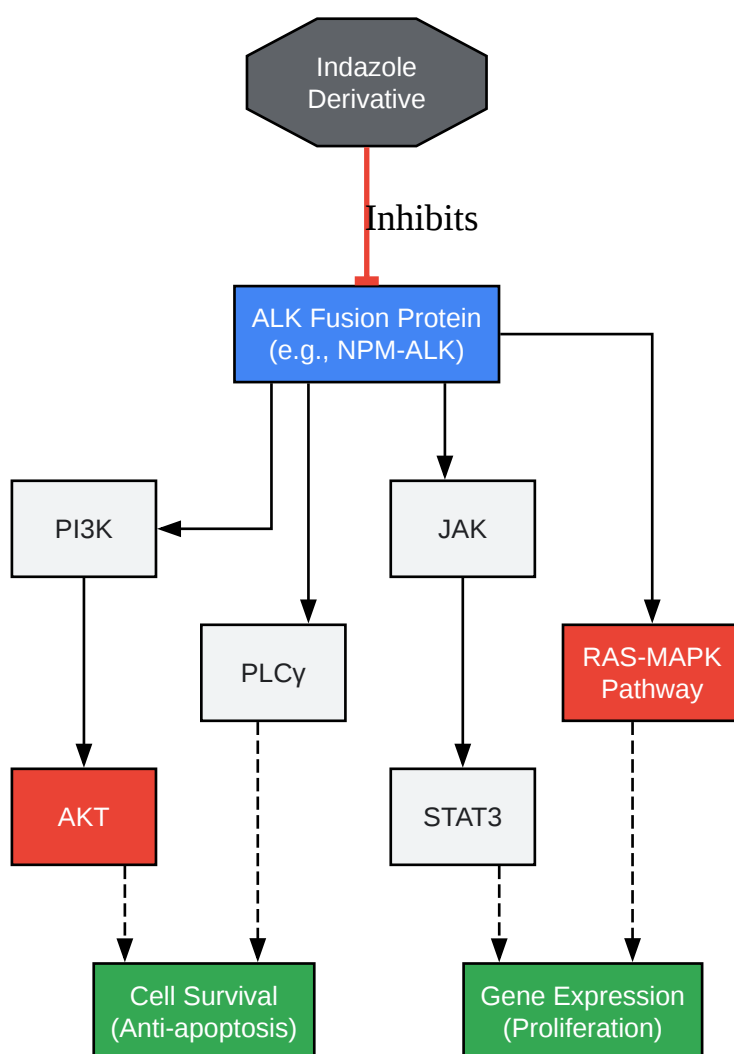 Indazole
Derivative
Inhibits
ALK Fusion Protein
(e.g., NPM-ALK)
PI3K
JAK
PLCγ
RAS-MAPK
Pathway
AKT
STAT3
Cell Survival
(Anti-apoptosis)
Gene Expression
(Proliferation)